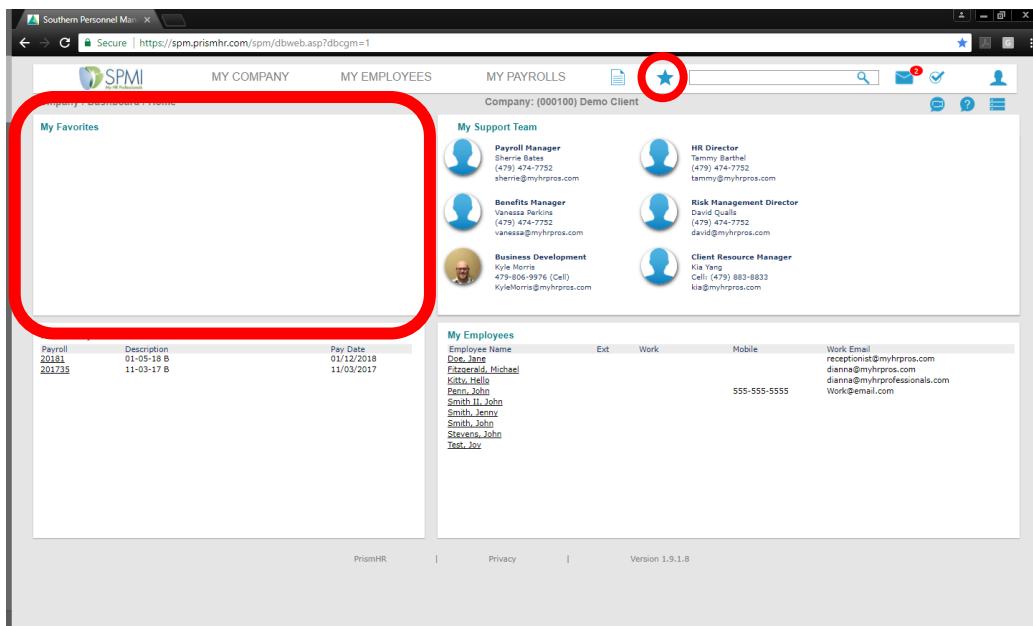 Southern Personnel Man
Secure | https://spm.prismhr.com/spm/dbweb.asp?dbcgm=1
SPMI
My HR Professionals
MY COMPANY
MY EMPLOYEES
MY PAYROLLS
2
Company: (000100) Demo Client
My Favorites
My Support Team
Payroll Manager
Sherrie Bates
(479) 474-7752
sherrie@myhrpros.com
HR Director
Tammy Barthel
(479) 474-7752
tammy@myhrpros.com
Benefits Manager
Vanessa Perkins
(479) 474-7752
vanessa@myhrpros.com
Risk Management Director
David Qualls
(479) 474-7752
david@myhrpros.com
Business Development
Kyle Morris
479-806-9976 (Cell)
KyleMorris@myhrpros.com
Client Resource Manager
Kia Yang
Cell: (479) 883-8833
kia@myhrpros.com
Payroll Description Pay Date
20181 01-05-18 B 01/12/2018
201735 11-03-17 B 11/03/2017
My Employees
Employee Name Ext Work Mobile Work Email
Doe, Jane receptionist@myhrpros.com
Fitzgerald, Michael dianna@myhrpros.com
Kitty, Hello dianna@myhrprofessionals.com
Penn, John 555-555-5555 Work@email.com
Smith II, John
Smith, Jenny
Smith, John
Stevens, John
Test, Joy
PrismHR | Privacy | Version 1.9.1.8